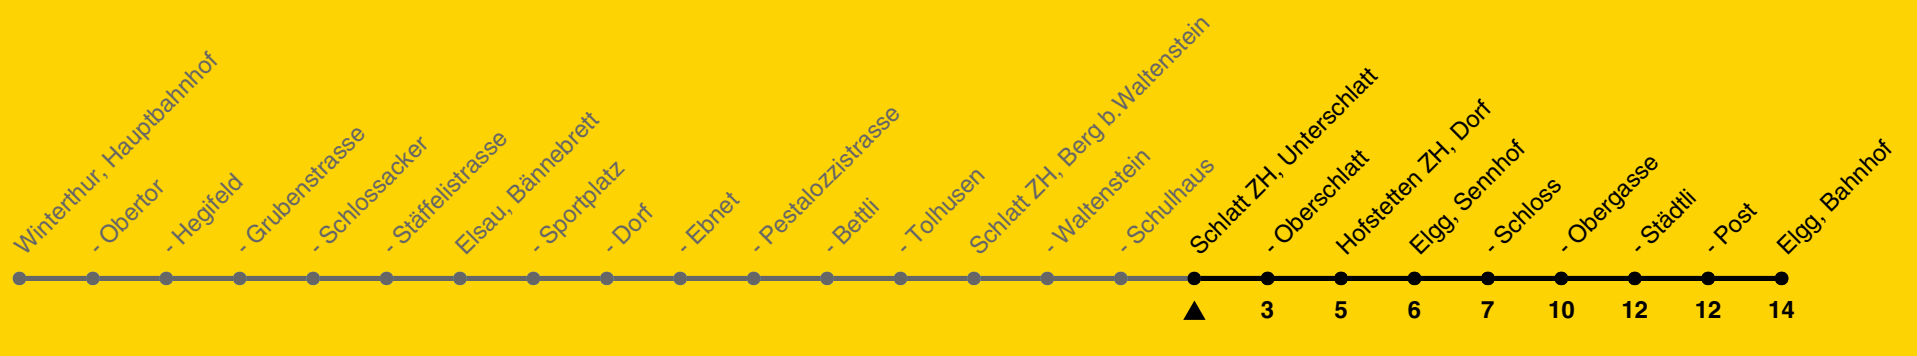 Winterthur, Hauptbahnhof
- Obertor
- Hegifeld
- Grubenstrasse
- Schlossacker
- Stäffelistrasse
Elsau, Bännebrett
- Sportplatz
- Dorf
- Ebnet
- Pestalozzistrasse
- Bettli
- Tolhusen
Schlatt ZH, Berg b. Waltenstein
- Waltenstein
- Schulhaus
Schlatt ZH, Unterschlatt
- Oberschlatt
Hofstetten ZH, Dorf
Elgg, Sennhof
- Schloss
- Obergasse
- Städtli
- Post
Elgg, Bahnhof
3 5 6 7 10 12 12 14